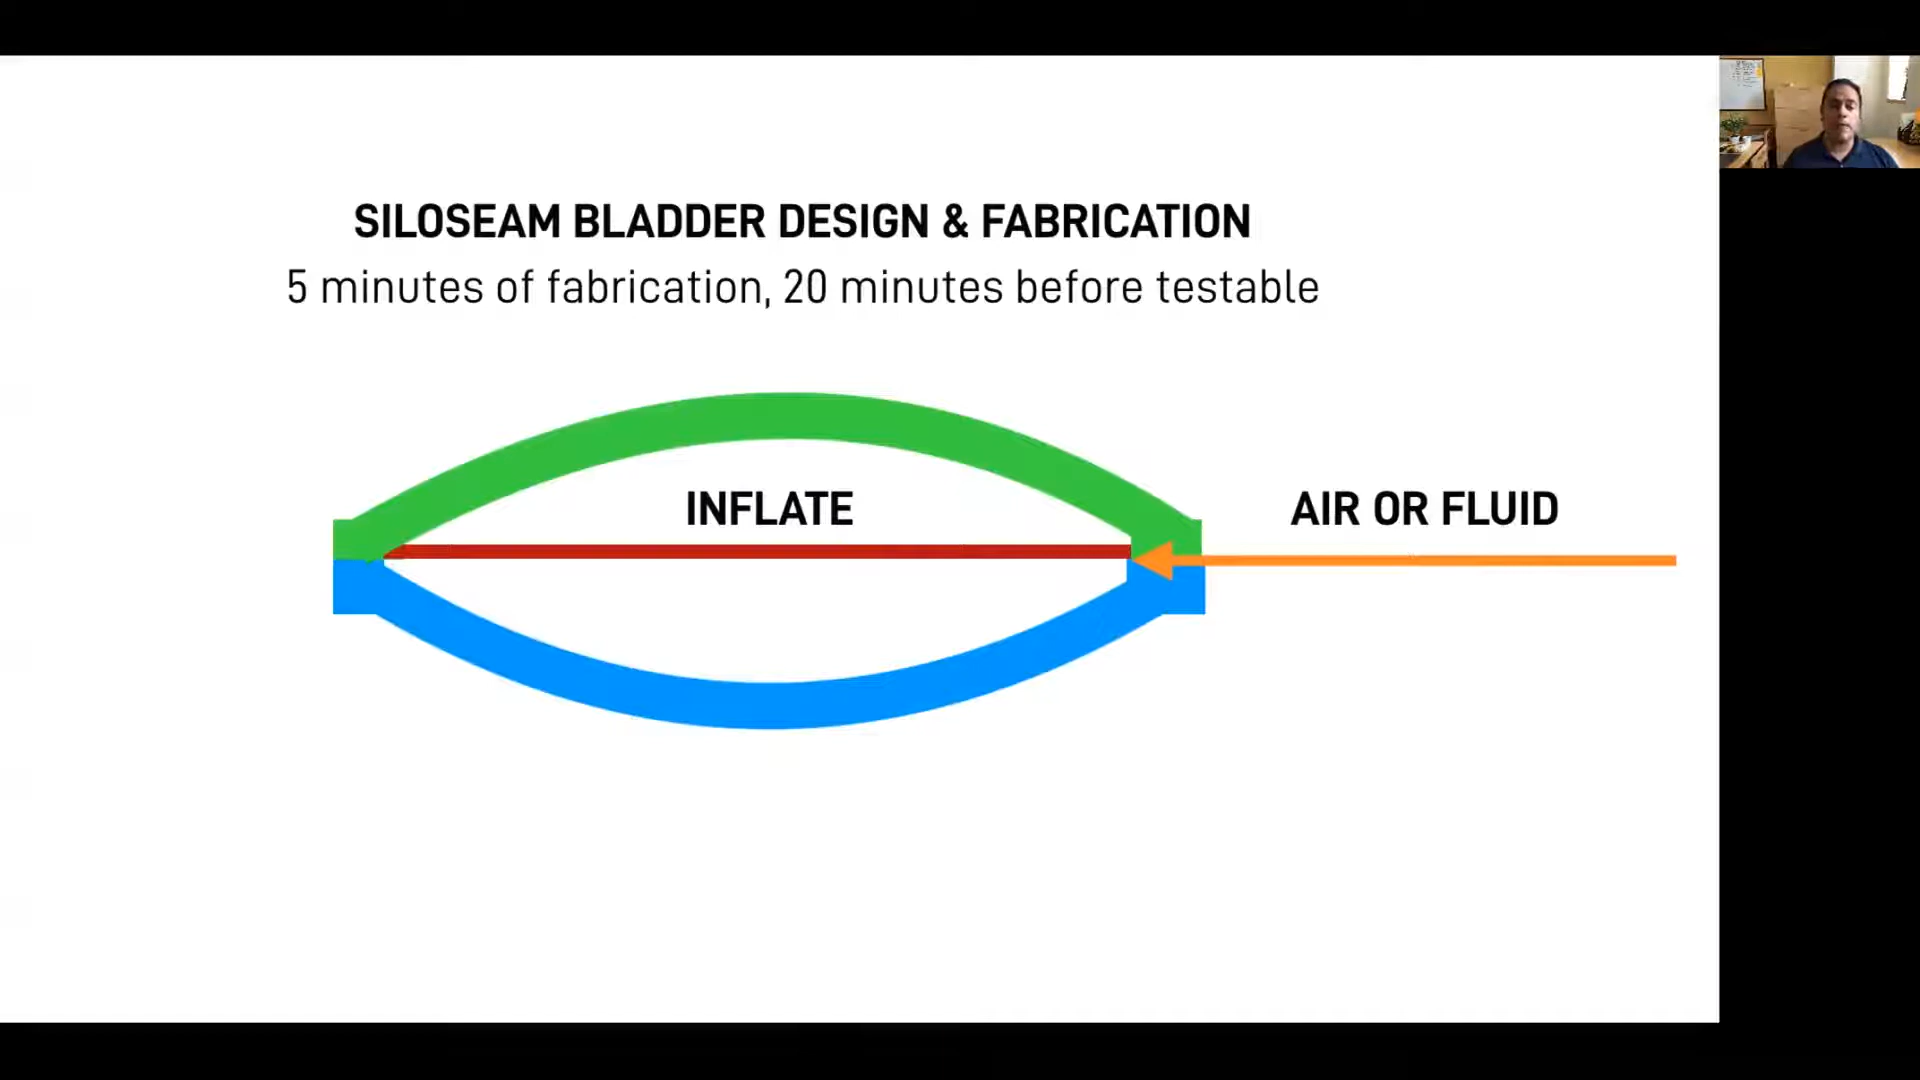 SILOSEAM BLADDER DESIGN & FABRICATION
5 minutes of fabrication, 20 minutes before testable
INFLATE
AIR OR FLUID